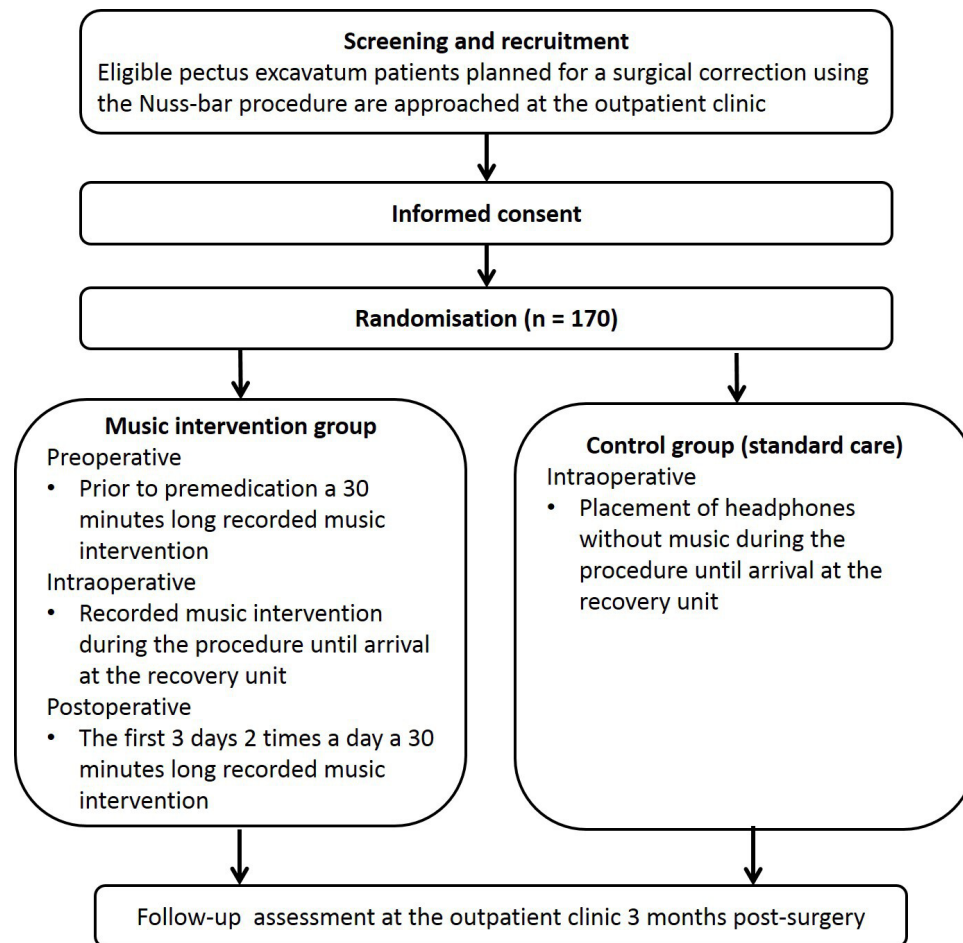 Screening and recruitment
Eligible pectus excavatum patients planned for a surgical correction using
the Nuss-bar procedure are approached at the outpatient clinic
Informed consent
Randomisation (n = 170)
Music intervention group
Preoperative
• Prior to premedication a 30
minutes long recorded music
intervention
Intraoperative
• Recorded music intervention
during the procedure until arrival
at the recovery unit
Postoperative
• The first 3 days 2 times a day a 30
minutes long recorded music
intervention
Control group (standard care)
Intraoperative
• Placement of headphones
without music during the
procedure until arrival at the
recovery unit
Follow-up assessment at the outpatient clinic 3 months post-surgery